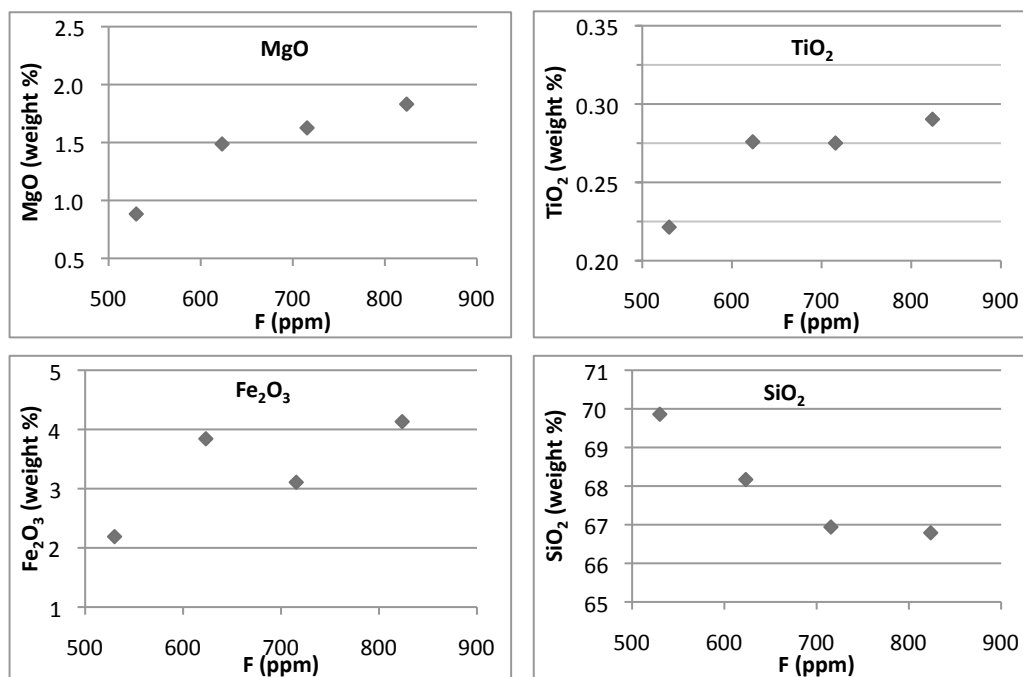 MgO
MgO (weight %)
2.5
2.0
1.5
1.0
0.5
500 600 700 800 900
F (ppm)
TiO₂
TiO₂ (weight %)
0.35
0.30
0.25
0.20
500 600 700 800 900
F (ppm)
Fe₂O₃
Fe₂O₃ (weight %)
5
4
3
2
1
500 600 700 800 900
F (ppm)
SiO₂
SiO₂ (weight %)
71
70
69
68
67
66
65
500 600 700 800 900
F (ppm)